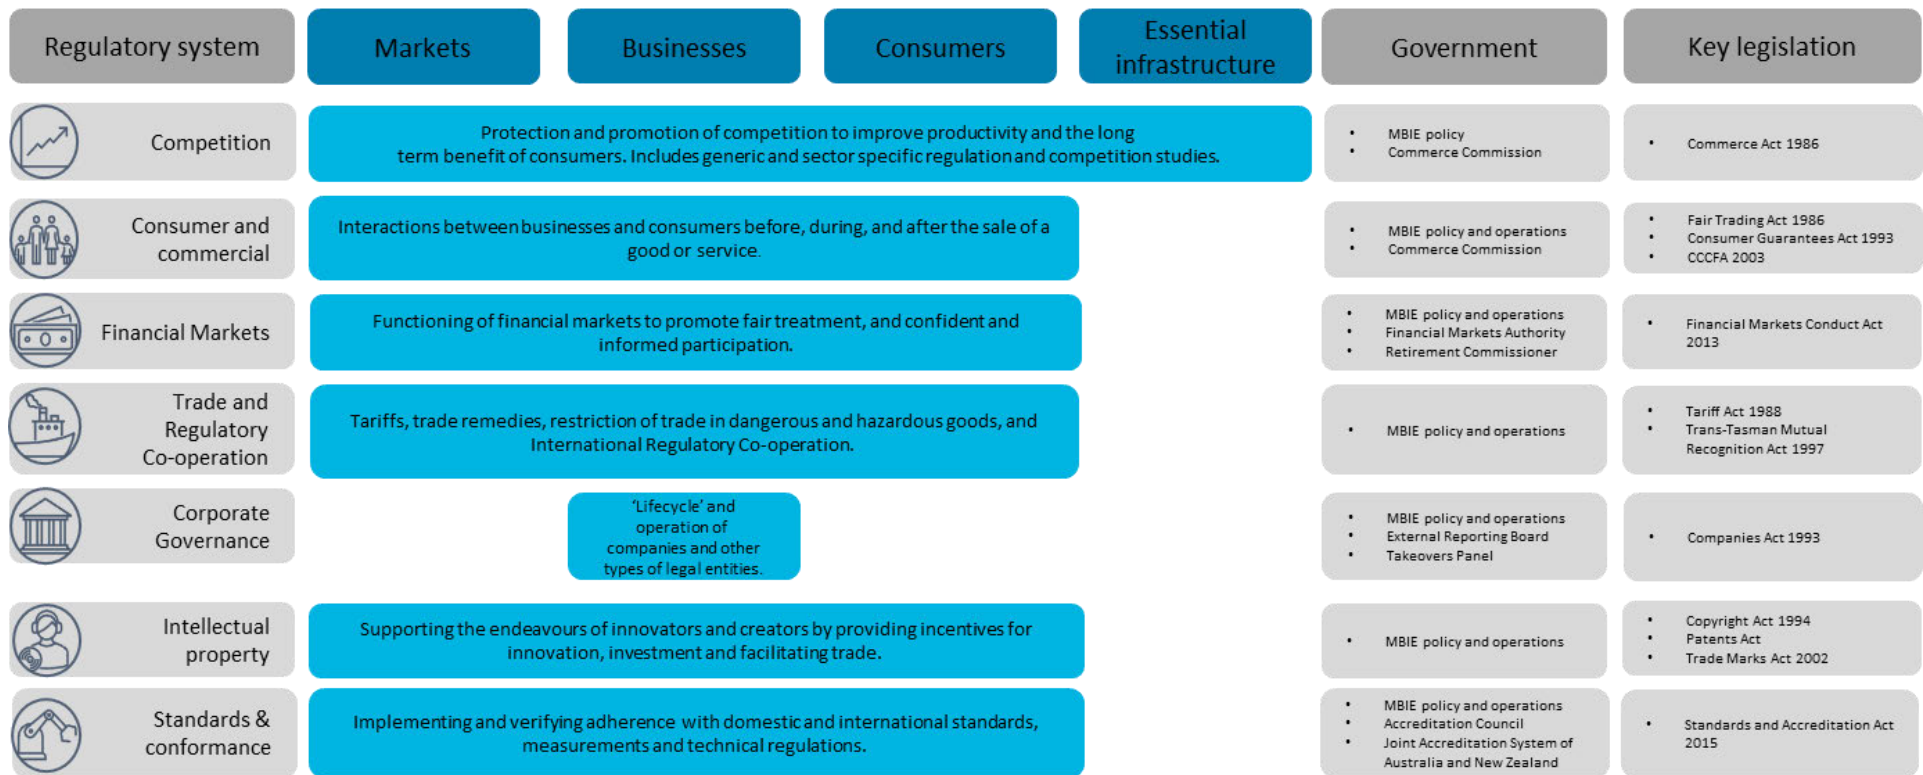 Regulatory system
Markets
Businesses
Consumers
Essential
infrastructure
Government
Key legislation
Competition
Protection and promotion of competition to improve productivity and the long
term benefit of consumers. Includes generic and sector specific regulation and competition studies.
• MBIE policy
• Commerce Commission
• Commerce Act 1986
Consumer and
commercial
Interactions between businesses and consumers before, during, and after the sale of a
good or service.
• MBIE policy and operations
• Commerce Commission
• Fair Trading Act 1986
• Consumer Guarantees Act 1993
• CCCFA 2003
Financial Markets
Functioning of financial markets to promote fair treatment, and confident and
informed participation.
• MBIE policy and operations
• Financial Markets Authority
• Retirement Commissioner
• Financial Markets Conduct Act
2013
Trade and
Regulatory
Co-operation
Tariffs, trade remedies, restriction of trade in dangerous and hazardous goods, and
International Regulatory Co-operation.
• MBIE policy and operations
• Tariff Act 1988
• Trans-Tasman Mutual
Recognition Act 1997
Corporate
Governance
‘Lifecycle’ and
operation of
companies and other
types of legal entities.
• MBIE policy and operations
• External Reporting Board
• Takeovers Panel
• Companies Act 1993
Intellectual
property
Supporting the endeavours of innovators and creators by providing incentives for
innovation, investment and facilitating trade.
• MBIE policy and operations
• Copyright Act 1994
• Patents Act
• Trade Marks Act 2002
Standards &
conformance
Implementing and verifying adherence with domestic and international standards,
measurements and technical regulations.
• MBIE policy and operations
• Accreditation Council
• Joint Accreditation System of
Australia and New Zealand
• Standards and Accreditation Act
2015